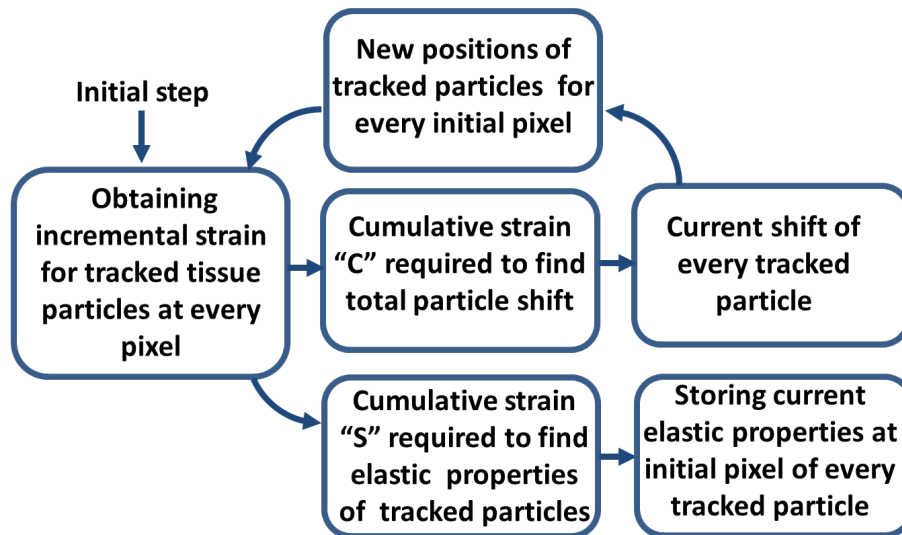 Initial step
New positions of
tracked particles for
every initial pixel
Obtaining
incremental strain
for tracked tissue
particles at every
pixel
Cumulative strain
“C” required to find
total particle shift
Current shift of
every tracked
particle
Cumulative strain
“S” required to find
elastic properties
of tracked particles
Storing current
elastic properties at
initial pixel of every
tracked particle